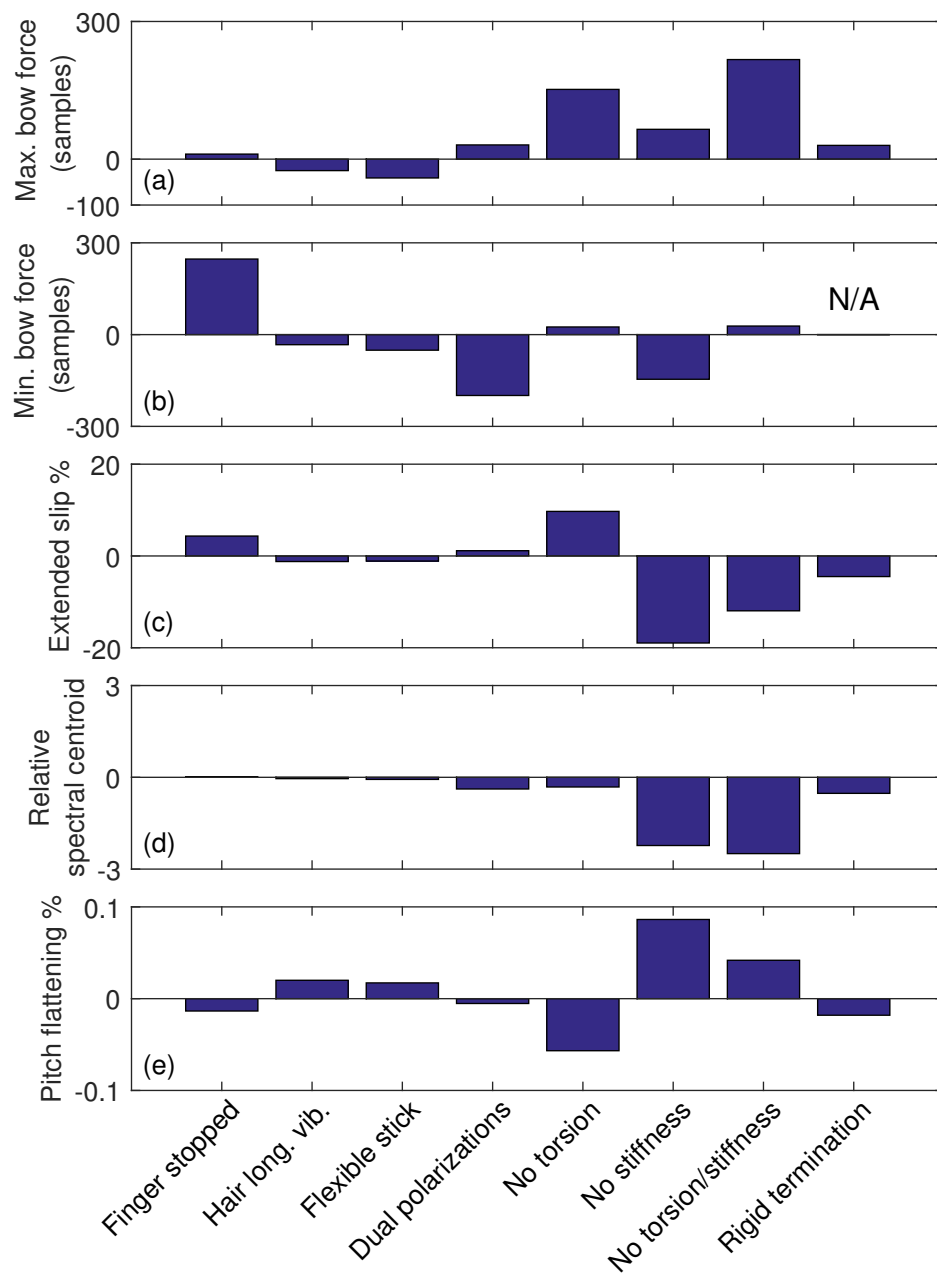 300
0
-100
Max. bow force
(samples)
(a)
300
0
-300
Min. bow force
(samples)
N/A
(b)
20
0
-20
Extended slip %
(c)
3
0
-3
Relative
spectral centroid
(d)
0.1
0
-0.1
Pitch flattening %
(e)
Finger stopped
Hair long. vib.
Flexible stick
Dual polarizations
No torsion
No stiffness
No torsion/stiffness
Rigid termination